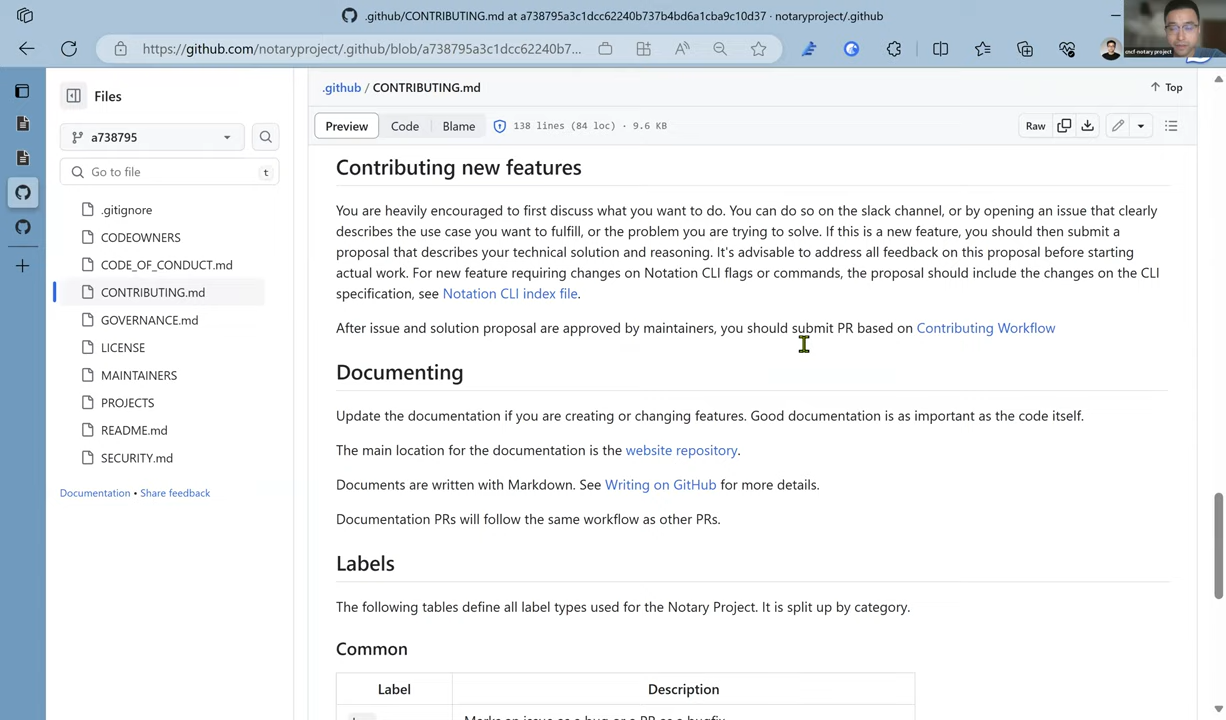 .github/CONTRIBUTING.md at a738795a3c1dcc62240b737b4bd6a1cba9c10d37 · notaryproject/.github
https://github.com/notaryproject/.github/blob/a738795a3c1dcc62240b7...
cncf-notary project
Files
a738795
Go to file
t
.gitignore
CODEOWNERS
CODE_OF_CONDUCT.md
CONTRIBUTING.md
GOVERNANCE.md
LICENSE
MAINTAINERS
PROJECTS
README.md
SECURITY.md
Documentation • Share feedback
.github / CONTRIBUTING.md
Top
Preview
Code
Blame
138 lines (84 loc) · 9.6 KB
Raw
Contributing new features
You are heavily encouraged to first discuss what you want to do. You can do so on the slack channel, or by opening an issue that clearly
describes the use case you want to fulfill, or the problem you are trying to solve. If this is a new feature, you should then submit a
proposal that describes your technical solution and reasoning. It's advisable to address all feedback on this proposal before starting
actual work. For new feature requiring changes on Notation CLI flags or commands, the proposal should include the changes on the CLI
specification, see Notation CLI index file.
After issue and solution proposal are approved by maintainers, you should submit PR based on Contributing Workflow
Documenting
Update the documentation if you are creating or changing features. Good documentation is as important as the code itself.
The main location for the documentation is the website repository.
Documents are written with Markdown. See Writing on GitHub for more details.
Documentation PRs will follow the same workflow as other PRs.
Labels
The following tables define all label types used for the Notary Project. It is split up by category.
Common
Label
Description
Marks an issue as a bug or a PR as a bugfix